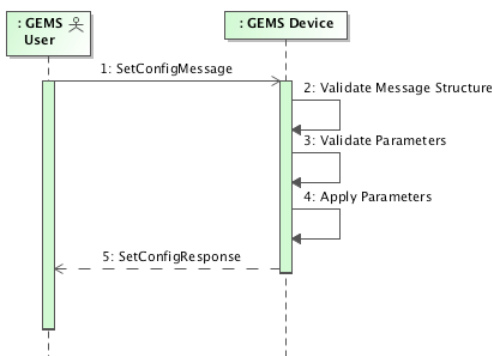 : GEMS
User
: GEMS Device
1: SetConfigMessage
2: Validate Message Structure
3: Validate Parameters
4: Apply Parameters
5: SetConfigResponse